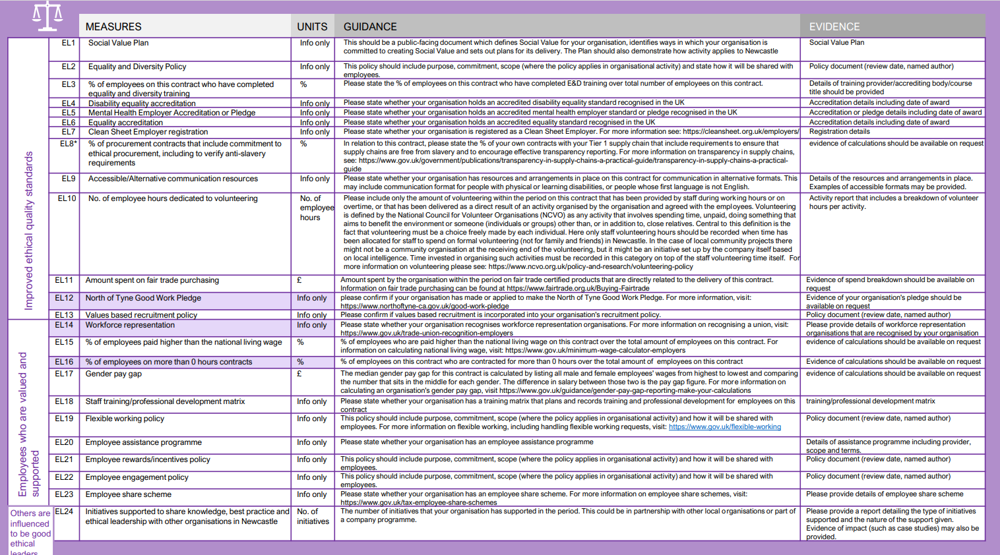 MEASURES UNITS GUIDANCE EVIDENCE
Improved ethical quality standards
EL1 Social Value Plan Info only This should be a public-facing document which defines Social Value for your organisation, identifies ways in which your organisation is Social Value Plan
committed to creating Social Value and sets out plans for its delivery. The Plan should also demonstrate how activity applies to Newcastle
EL2 Equality and Diversity Policy Info only This policy should include purpose, commitment, scope (where the policy applies in organisational activity) and state how it will be shared with Policy document (review date, named author)
employees.
EL3 % of employees on this contract who have completed % Please state the % of employees on this contract who have completed E&D training over total number of employees on this contract. Details of training provider/accrediting body/course
equality and diversity training title should be provided
EL4 Disability equality accreditation Info only Please state whether your organisation holds an accredited disability equality standard recognised in the UK Accreditation details including date of award
EL5 Mental Health Employer Accreditation or Pledge Info only Please state whether your organisation holds an accredited mental health employer standard or pledge recognised in the UK Accreditation or pledge details including date of award
EL6 Equality accreditation Info only Please state whether your organisation holds an accredited equality standard recognised in the UK Accreditation details including date of award
EL7 Clean Sheet Employer registration Info only Please state whether your organisation is registered as a Clean Sheet Employer. For more information see: https://cleansheet.org.uk/employers/ Registration details
EL8* % of procurement contracts that include commitment to % In relation to this contract, please state the % of your own contracts with your Tier 1 supply chain that include requirements to ensure that evidence of calculations should be available on request
ethical procurement, including to verify anti-slavery supply chains are free from slavery and to encourage effective transparency reporting. For more information on transparency in supply chains,
requirements see: https://www.gov.uk/government/publications/transparency-in-supply-chains-a-practical-guide/transparency-in-supply-chains-a-practical-
guide
EL9 Accessible/Alternative communication resources Info only Please state whether your organisation has resources and arrangements in place on this contract for communication in alternative formats. This Details of the resources and arrangements in place.
may include communication format for people with physical or learning disabilities, or people whose first language is not English. Examples of accessible formats may be provided.
EL10 No. of employee hours dedicated to volunteering No. of Please include only the amount of volunteering within the period on this contract that has been provided by staff during working hours or on Activity report that includes a breakdown of volunteer
employee overtime, or that has been delivered as a direct result of an activity organised by the organisation and agreed with the employees. Volunteering hours per activity.
hours is defined by the National Council for Volunteer Organisations (NCVO) as any activity that involves spending time, unpaid, doing something that
aims to benefit the environment or someone (individuals or groups) other than, or in addition to, close relatives. Central to this definition is the
fact that volunteering must be a choice freely made by each individual. Here only staff volunteering hours should be recorded when time has
been allocated for staff to spend on formal volunteering (not for family and friends) in Newcastle. In the case of local community projects there
might not be a community organisation at the receiving end of the volunteering, but it might be an initiative set up by the company itself based
on local intelligence. Time invested in organising such activities must be recorded in this category on top of the staff volunteering time itself. For
more information on volunteering please see: https://www.ncvo.org.uk/policy-and-research/volunteering-policy
EL11 Amount spent on fair trade purchasing £ Amount spent by the organisation within the period on fair trade certified products that are directly related to the delivery of this contract. Evidence of spend breakdown should be available on
Information on fair trade purchasing can be found at https://www.fairtrade.org.uk/Buying-Fairtrade request
EL12 North of Tyne Good Work Pledge Info only please confirm if your organisation has made or applied to make the North of Tyne Good Work Pledge. For more information, visit: Evidence of your organisation's pledge should be
https://www.northoftyne-ca.gov.uk/good-work-pledge available on request
EL13 Values based recruitment policy Info only Please confirm if values based recruitment is incorporated into your organisation's recruitment policy. Policy document (review date, named author)
Employees who are valued and
supported
EL14 Workforce representation Info only Please state whether your organisation recognises workforce representation organisations. For more information on recognising a union, visit: Please provide details of workforce representation
https://www.gov.uk/trade-union-recognition-employers organisations that are recognised by your organisation
EL15 % of employees paid higher than the national living wage % % of employees who are paid higher than the national living wage on this contract over the total amount of employees on this contract. For evidence of calculations should be available on request
information on calculating national living wage, visit: https://www.gov.uk/minimum-wage-calculator-employers
EL16 % of employees on more than 0 hours contracts % % of employees on this contract who are contracted for more than 0 hours over the total amount of employees on this contract Evidence of calculations should be available on request
EL17 Gender pay gap £ The median gender pay gap for this contract is calculated by listing all male and female employees' wages from highest to lowest and comparing evidence of calculations should be available on request
the number that sits in the middle for each gender. The difference in salary between those two is the pay gap figure. For more information on
calculating an organisation's gender pay gap, visit https://www.gov.uk/guidance/gender-pay-gap-reporting-make-your-calculations
EL18 Staff training/professional development matrix Info only Please state whether your organisation has a training matrix that plans and records training and professional development for employees on this training/professional development matrix
contract
EL19 Flexible working policy Info only This policy should include purpose, commitment, scope (where the policy applies in organisational activity) and how it will be shared with Policy document (review date, named author)
employees. For more information on flexible working, including handling flexible working requests, visit: https://www.gov.uk/flexible-working
EL20 Employee assistance programme Info only Please state whether your organisation has an employee assistance programme Details of assistance programme including provider,
scope and terms.
EL21 Employee rewards/incentives policy Info only This policy should include purpose, commitment, scope (where the policy applies in organisational activity) and how it will be shared with Policy document (review date, named author)
employees.
EL22 Employee engagement policy Info only This policy should include purpose, commitment, scope (where the policy applies in organisational activity) and how it will be shared with Policy document (review date, named author)
employees.
EL23 Employee share scheme Info only Please state whether your organisation has an employee share scheme. For more information on employee share schemes, visit: Please provide details of employee share scheme
https://www.gov.uk/tax-employee-share-schemes
Others are
influenced
to be good
ethical
leaders
EL24 Initiatives supported to share knowledge, best practice and No. of The number of initiatives that your organisation has supported in the period. This could be in partnership with other local organisations or part of Please provide a report detailing the type of initiatives
ethical leadership with other organisations in Newcastle initiatives a company programme. supported and the nature of the support given.
Evidence of impact (such as case studies) may also be
provided.